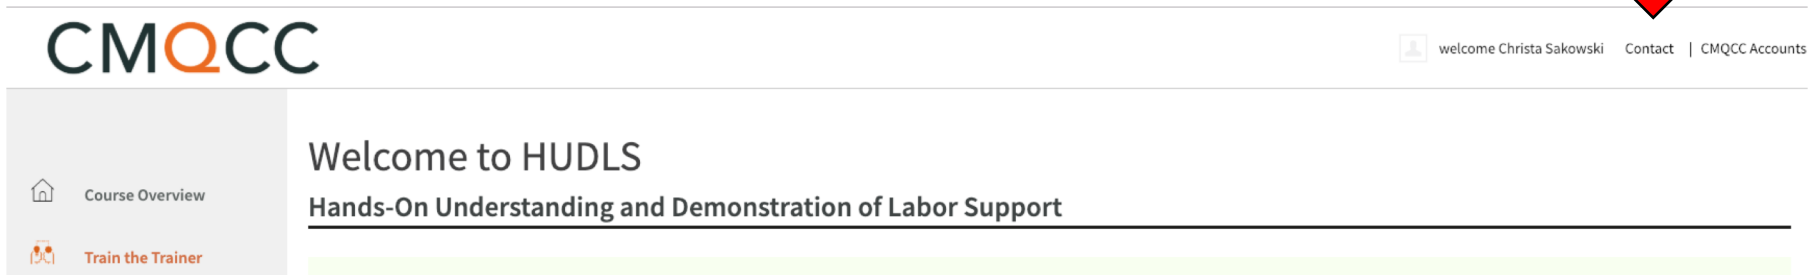 CMQCC
welcome Christa Sakowski Contact | CMQCC Accounts
Welcome to HUDLS
Hands-On Understanding and Demonstration of Labor Support
Course Overview
Train the Trainer